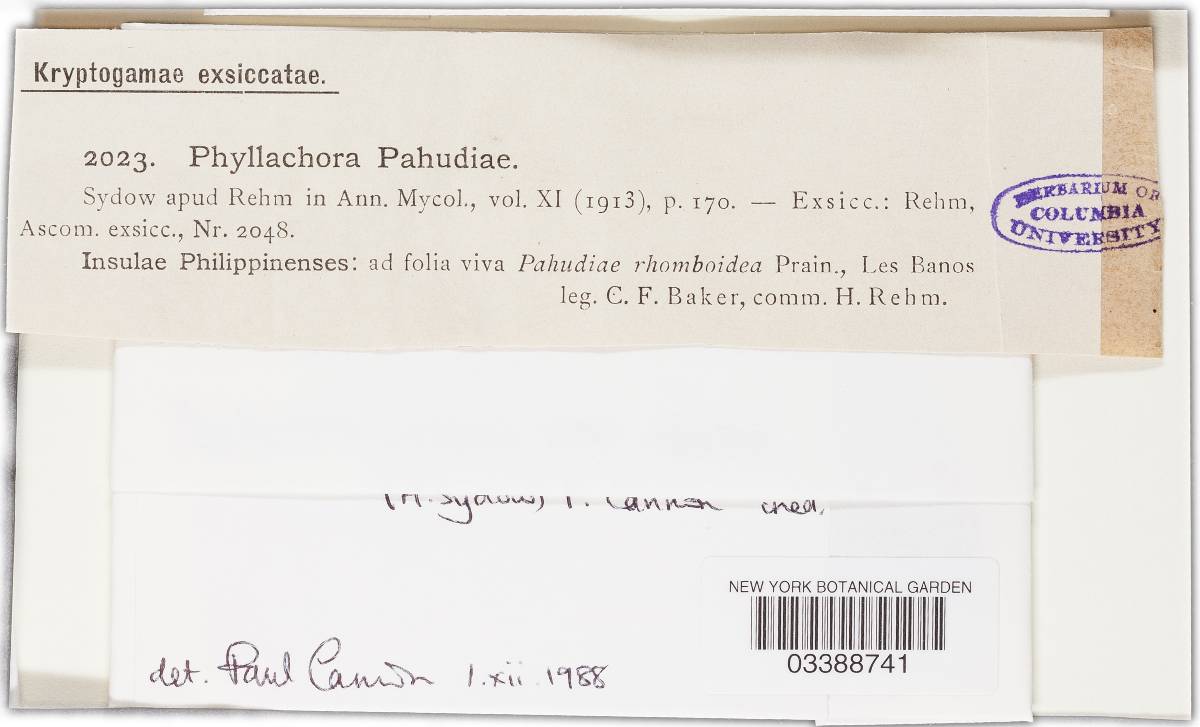 Kryptogamae exsiccatae.
2023. Phyllachora Pahudiae.
Sydow apud Rehm in Ann. Mycol., vol. XI (1913), p. 170. — Exsicc.: Rehm,
Ascom. exsicc., Nr. 2048.
Insulae Philippinenses: ad folia viva Pahudiae rhomboidea Prain., Les Banos
leg. C. F. Baker, comm. H. Rehm.
HERBARIUM OF
COLUMBIA
UNIVERSITY
(H. Sydow) P. Cannon ined.
NEW YORK BOTANICAL GARDEN
03388741
det. Paul Cannon 1.xii.1988